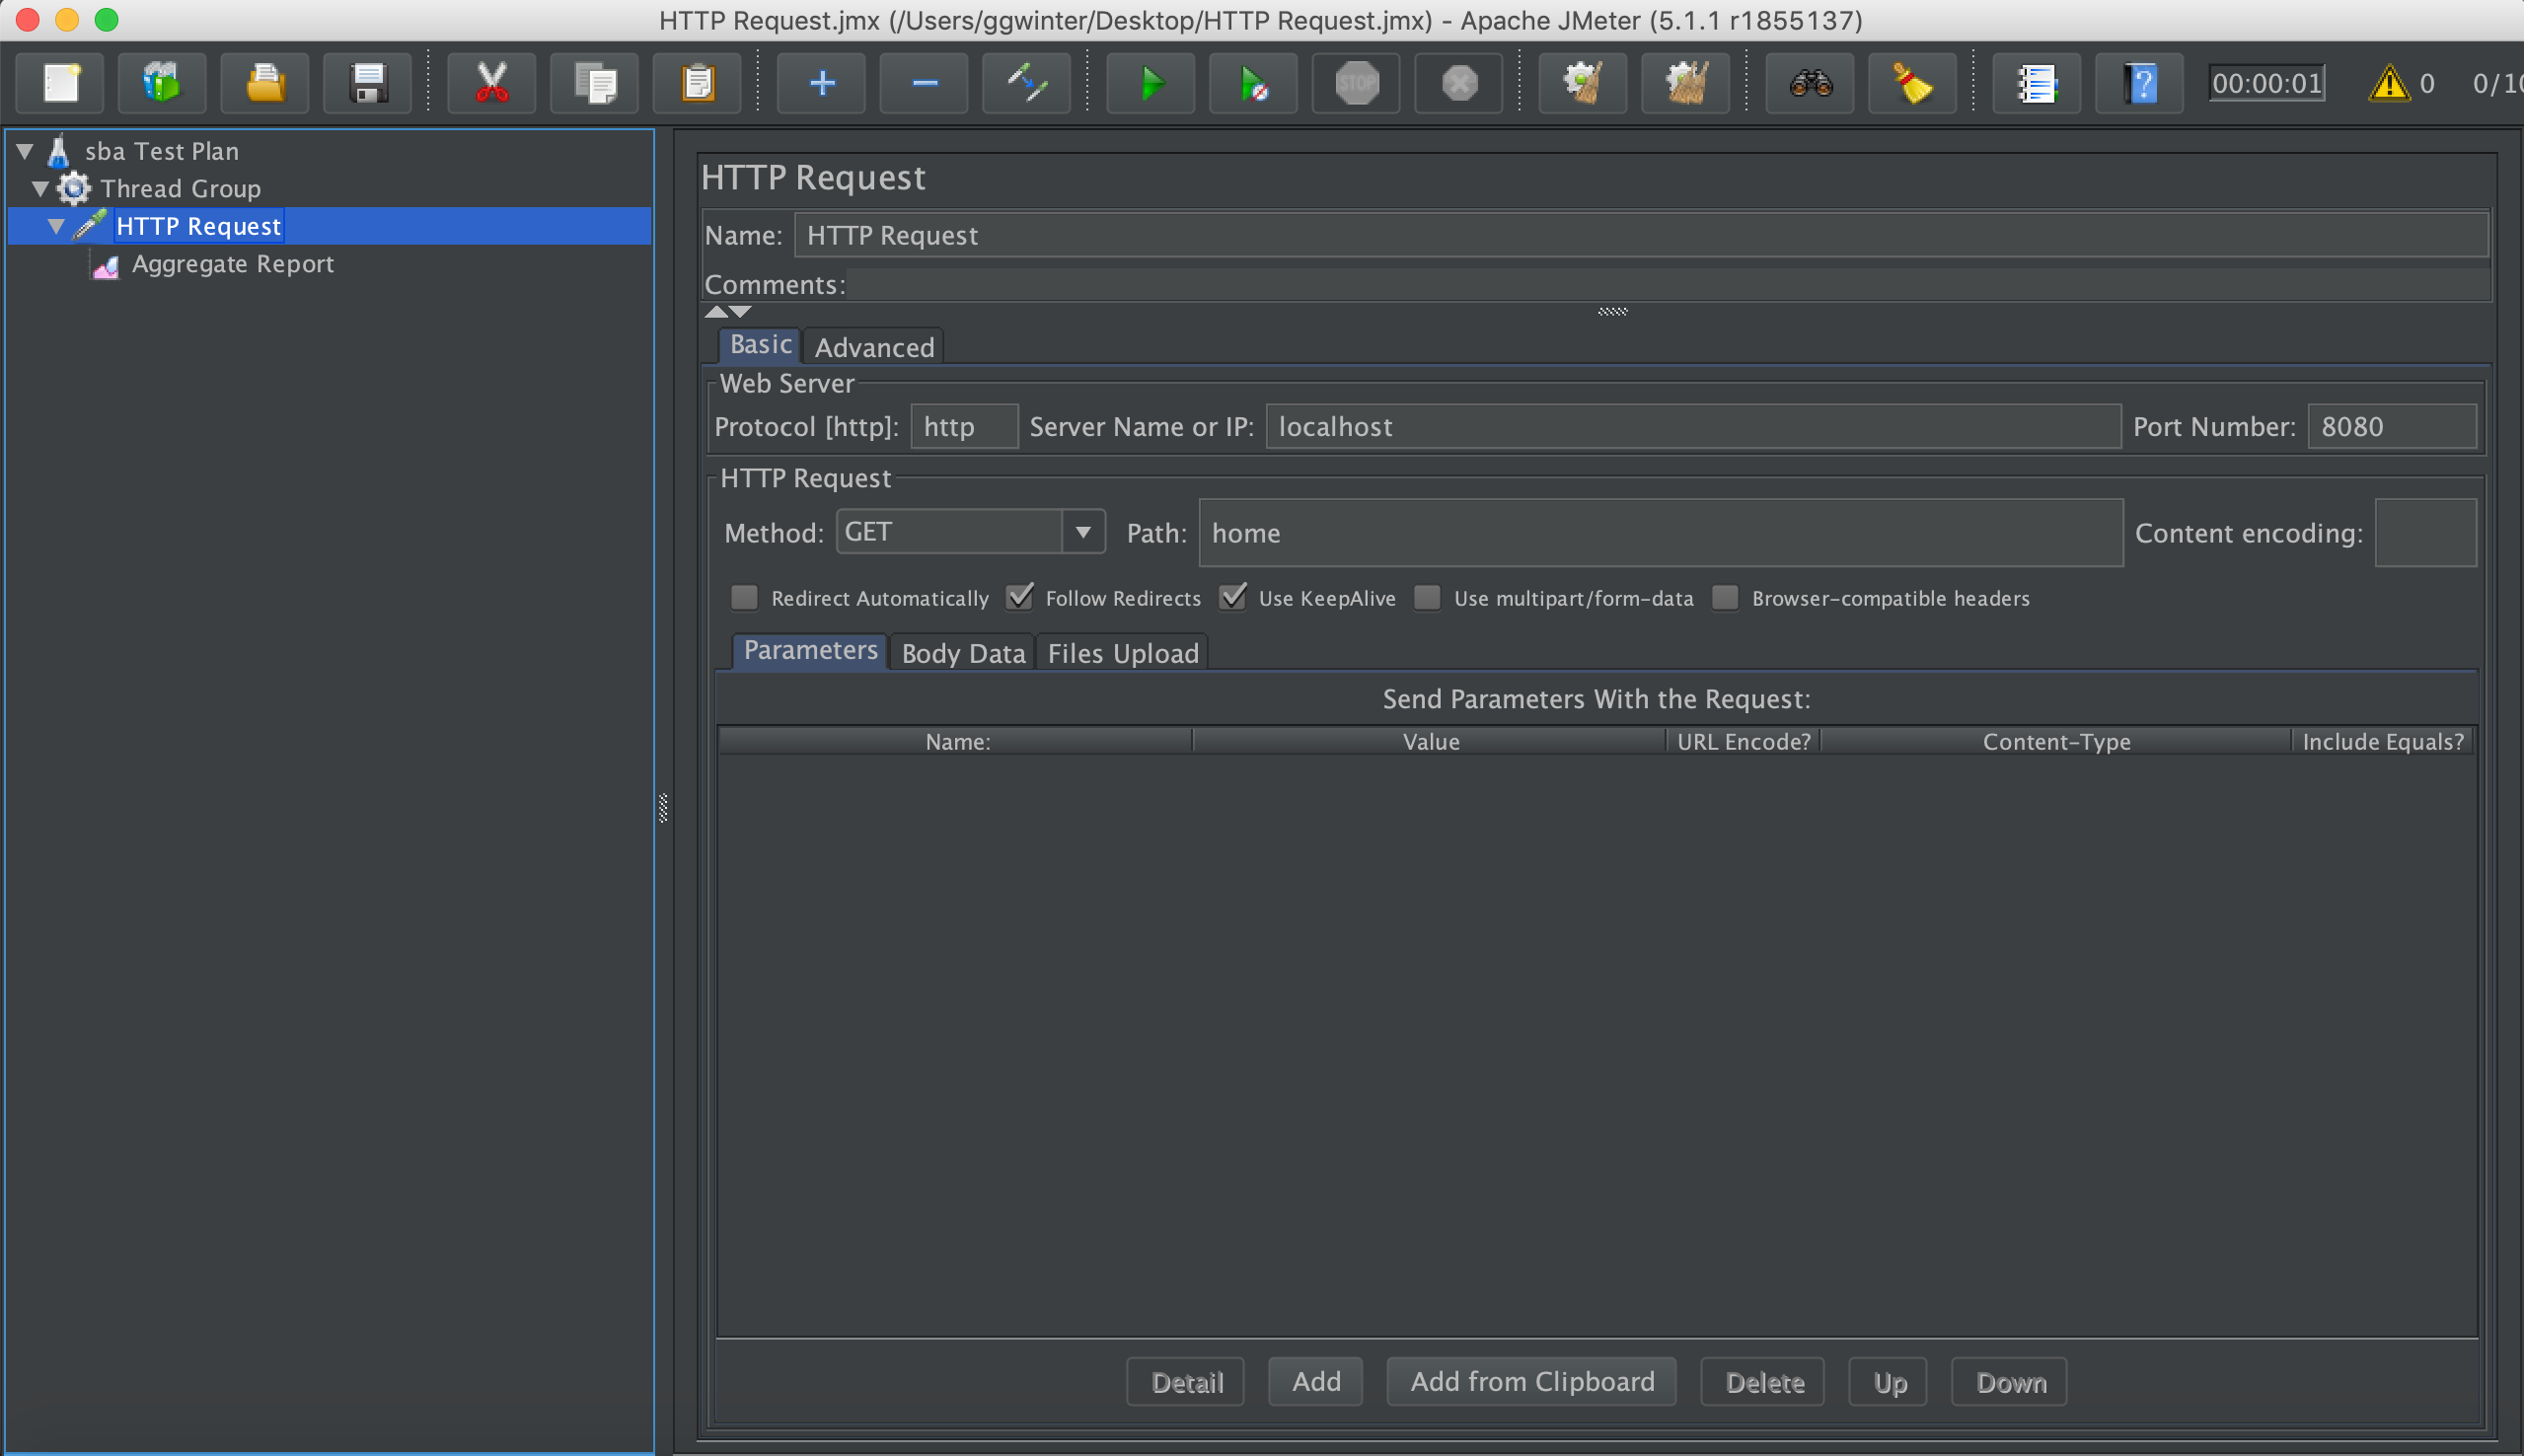 HTTP Request.jmx (/Users/ggwinter/Desktop/HTTP Request.jmx) - Apache JMeter (5.1.1 r1855137)
STOP
?
00:00:01
0
0/10
sba Test Plan
Thread Group
HTTP Request
Aggregate Report
HTTP Request
Name: HTTP Request
Comments:
Basic Advanced
Web Server
Protocol [http]: http Server Name or IP: localhost Port Number: 8080
HTTP Request
Method: GET Path: home Content encoding:
Redirect Automatically Follow Redirects Use KeepAlive Use multipart/form-data Browser-compatible headers
Parameters Body Data Files Upload
Send Parameters With the Request:
Name: Value URL Encode? Content-Type Include Equals?
Detail Add Add from Clipboard Delete Up Down